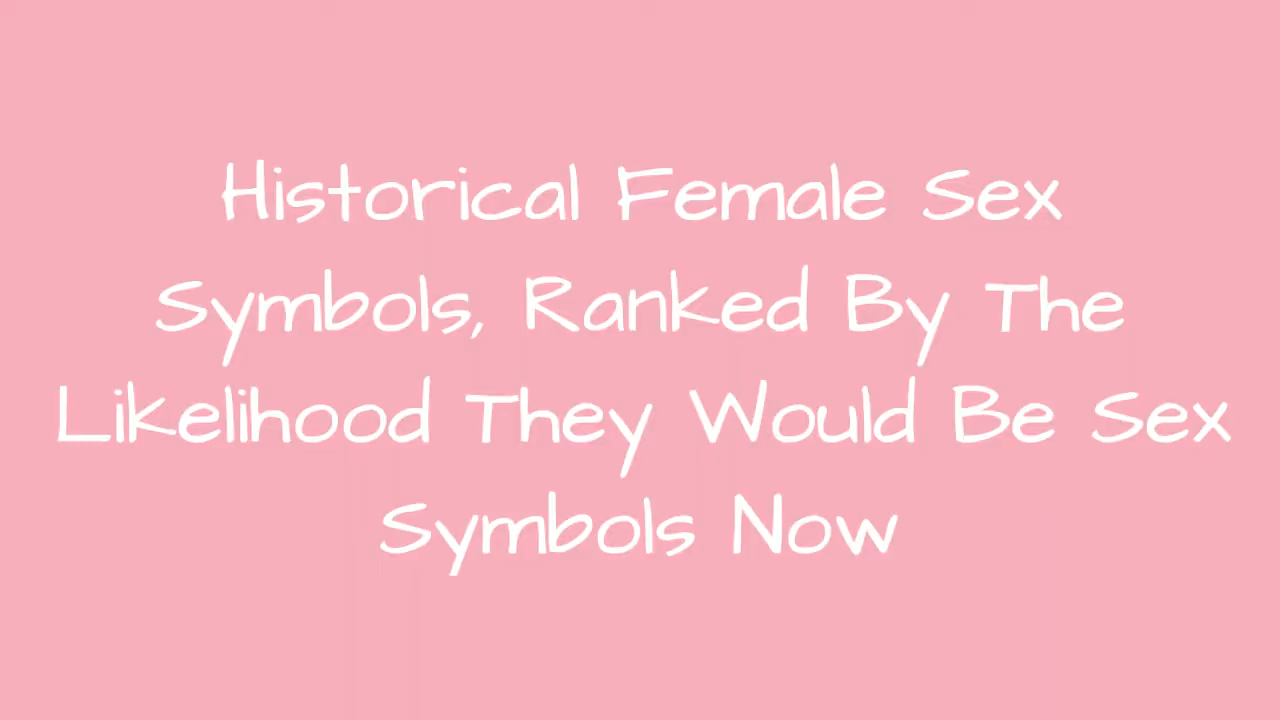 Historical Female Sex
Symbols, Ranked By The
Likelihood They Would Be Sex
Symbols Now